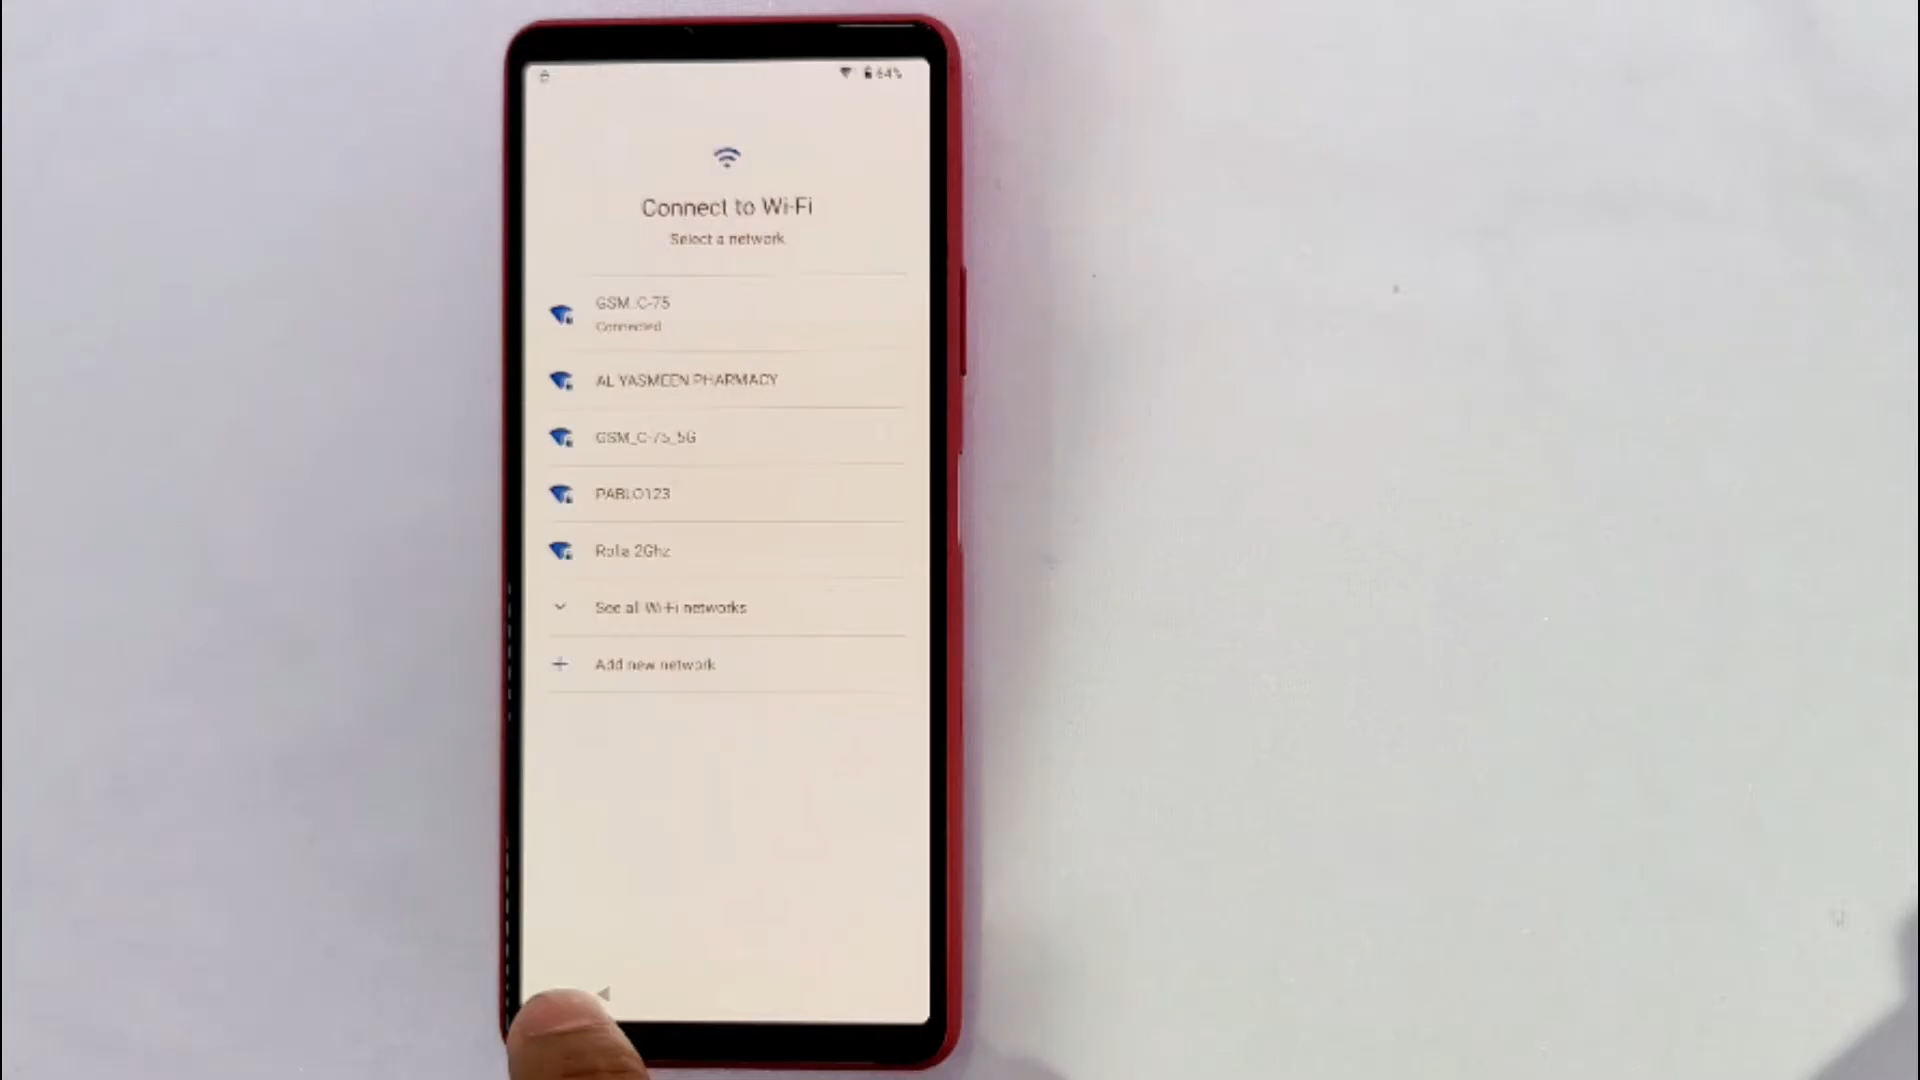 64%
Connect to Wi-Fi
Select a network
GSM_C-75
Connected
AL YASMEEN PHARMACY
GSM_C-75_5G
PABLO123
Rolla 2Ghz
See all Wi-Fi networks
Add new network